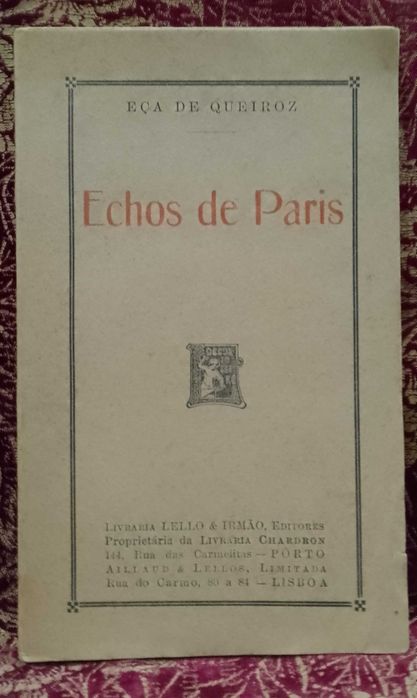 EÇA DE QUEIROZ
Echos de Paris
LIVRARIA LELLO & IRMÃO, EDITORES
Proprietária da LIVRARIA CHARDRON
144, Rua das Carmelitas — PÔRTO
AILLAUD & LELLOS, LIMITADA
Rua do Carmo, 80 a 84 — LISBOA